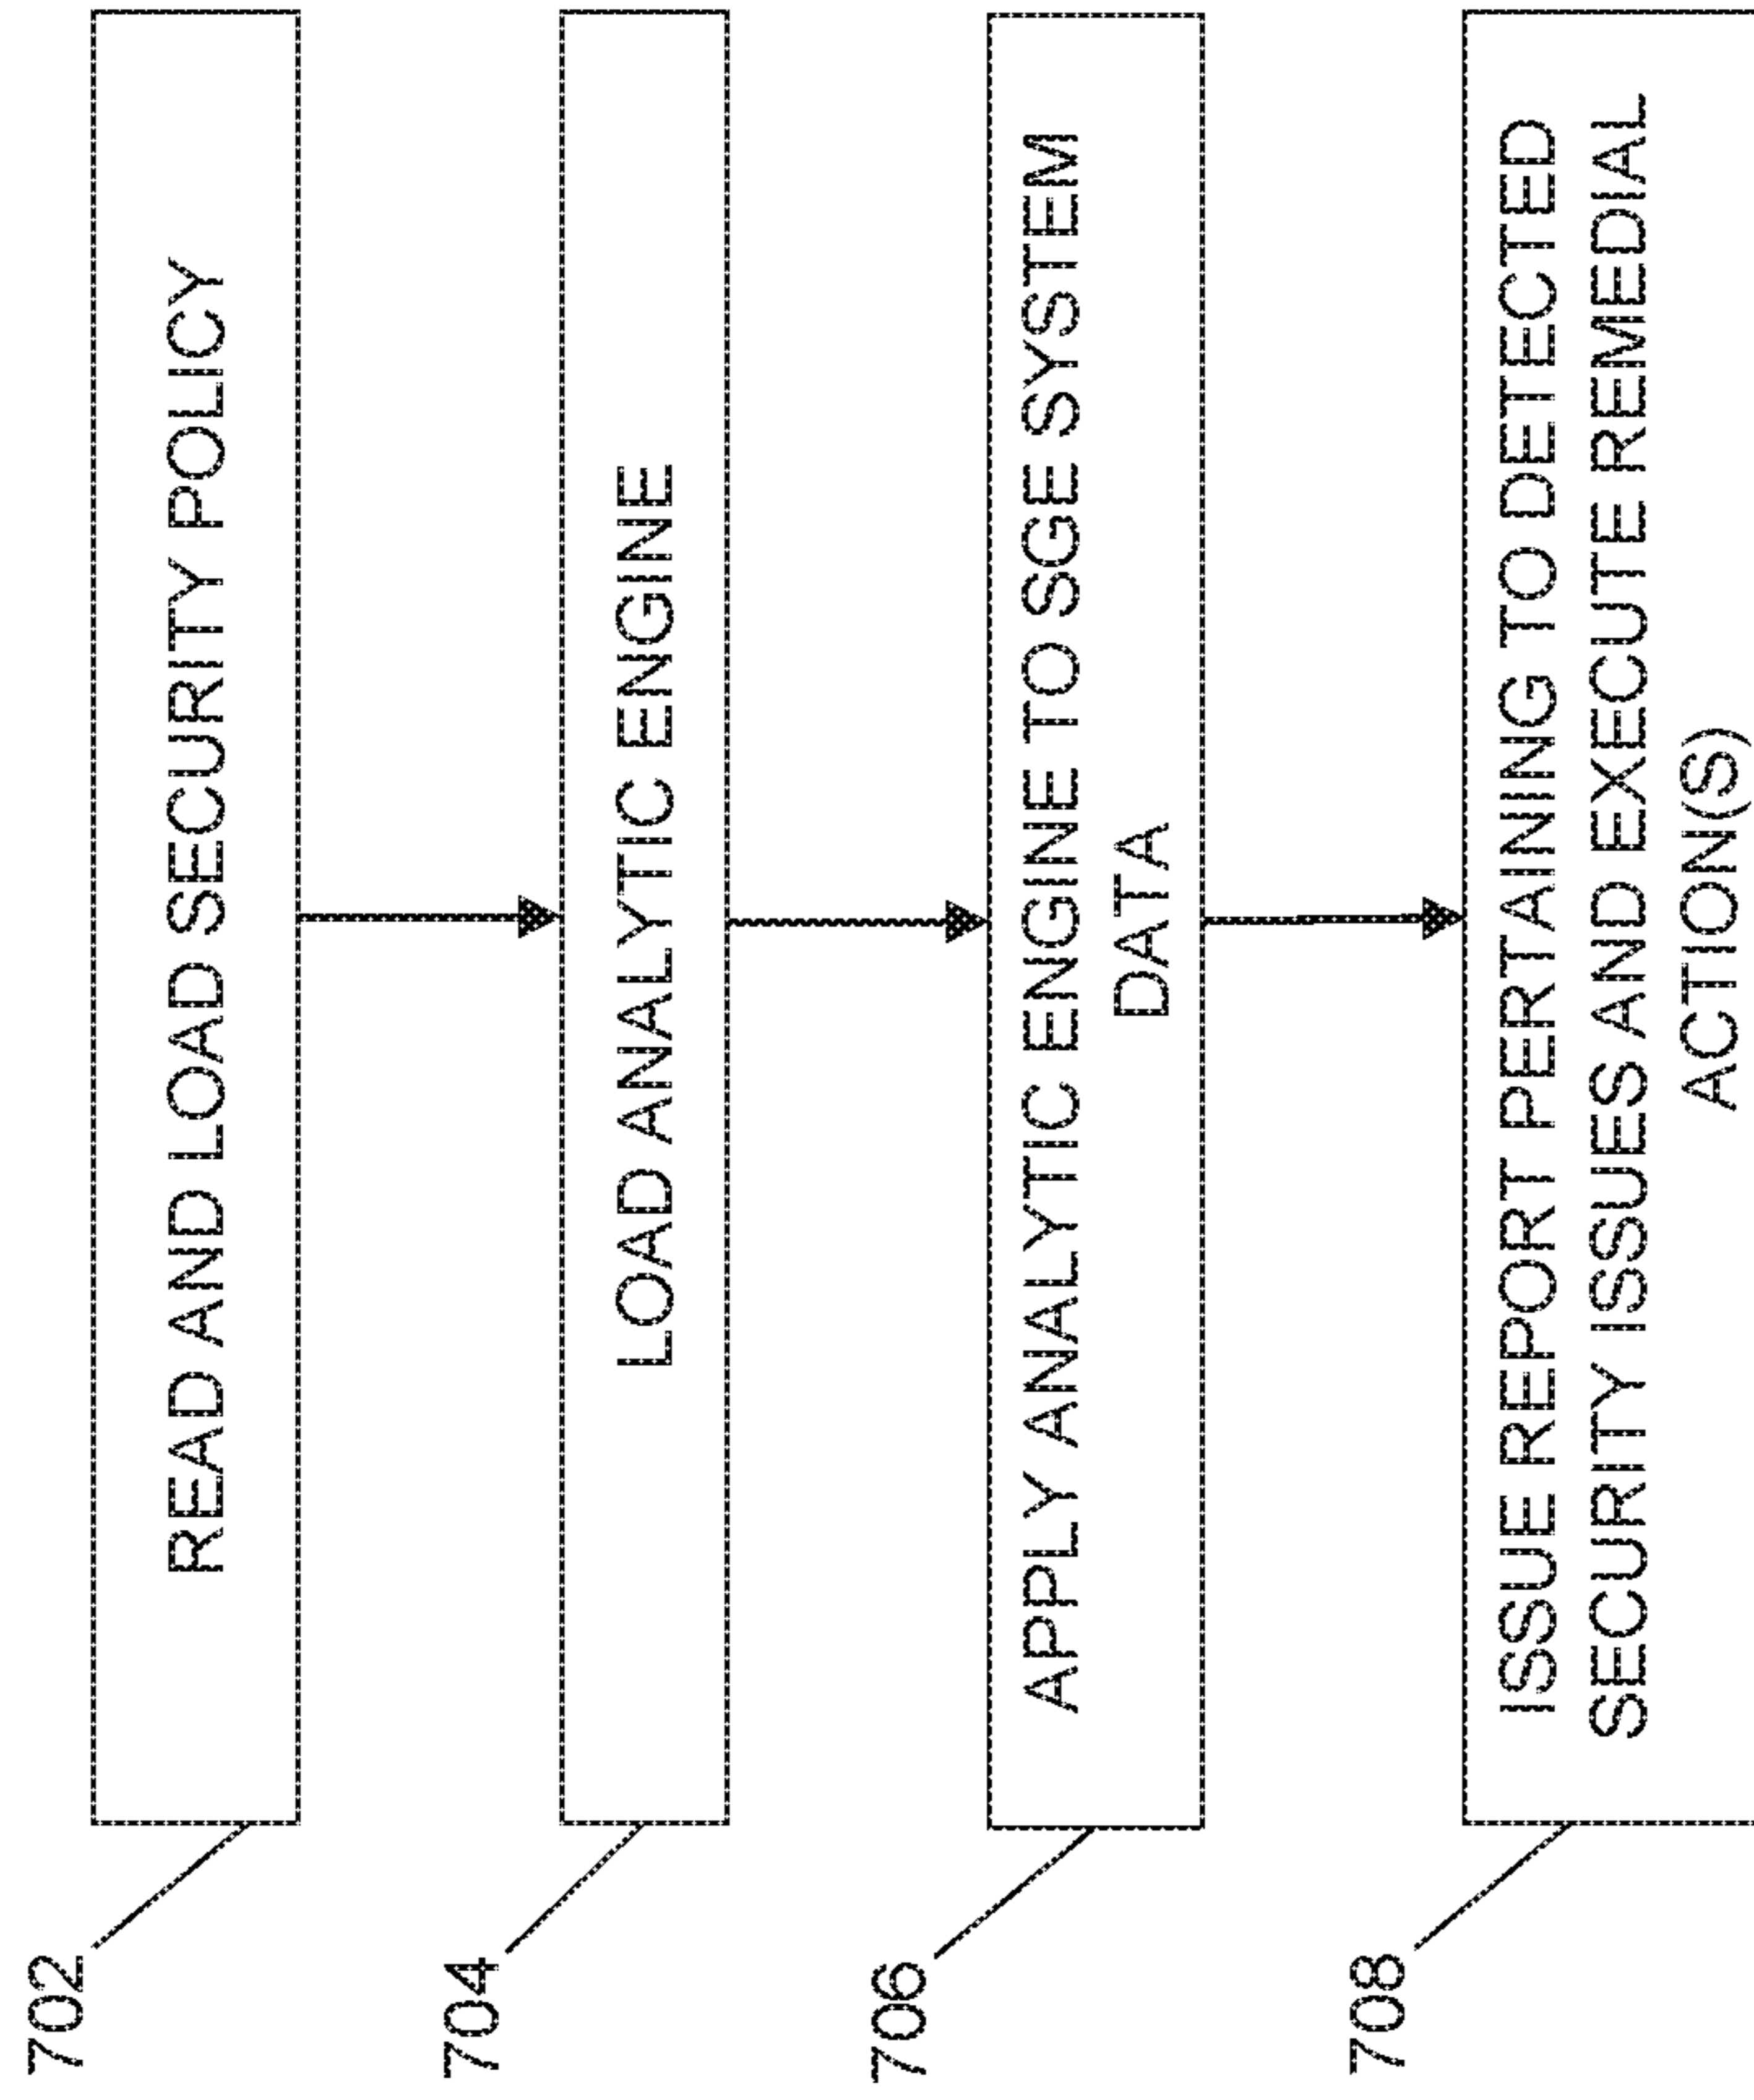 702
READ AND LOAD SECURITY POLICY
704
LOAD ANALYTIC ENGINE
706
APPLY ANALYTIC ENGINE TO SGE SYSTEM
DATA
708
ISSUE REPORT PERTAINING TO DETECTED
SECURITY ISSUES AND EXECUTE REMEDIAL
ACTION(S)